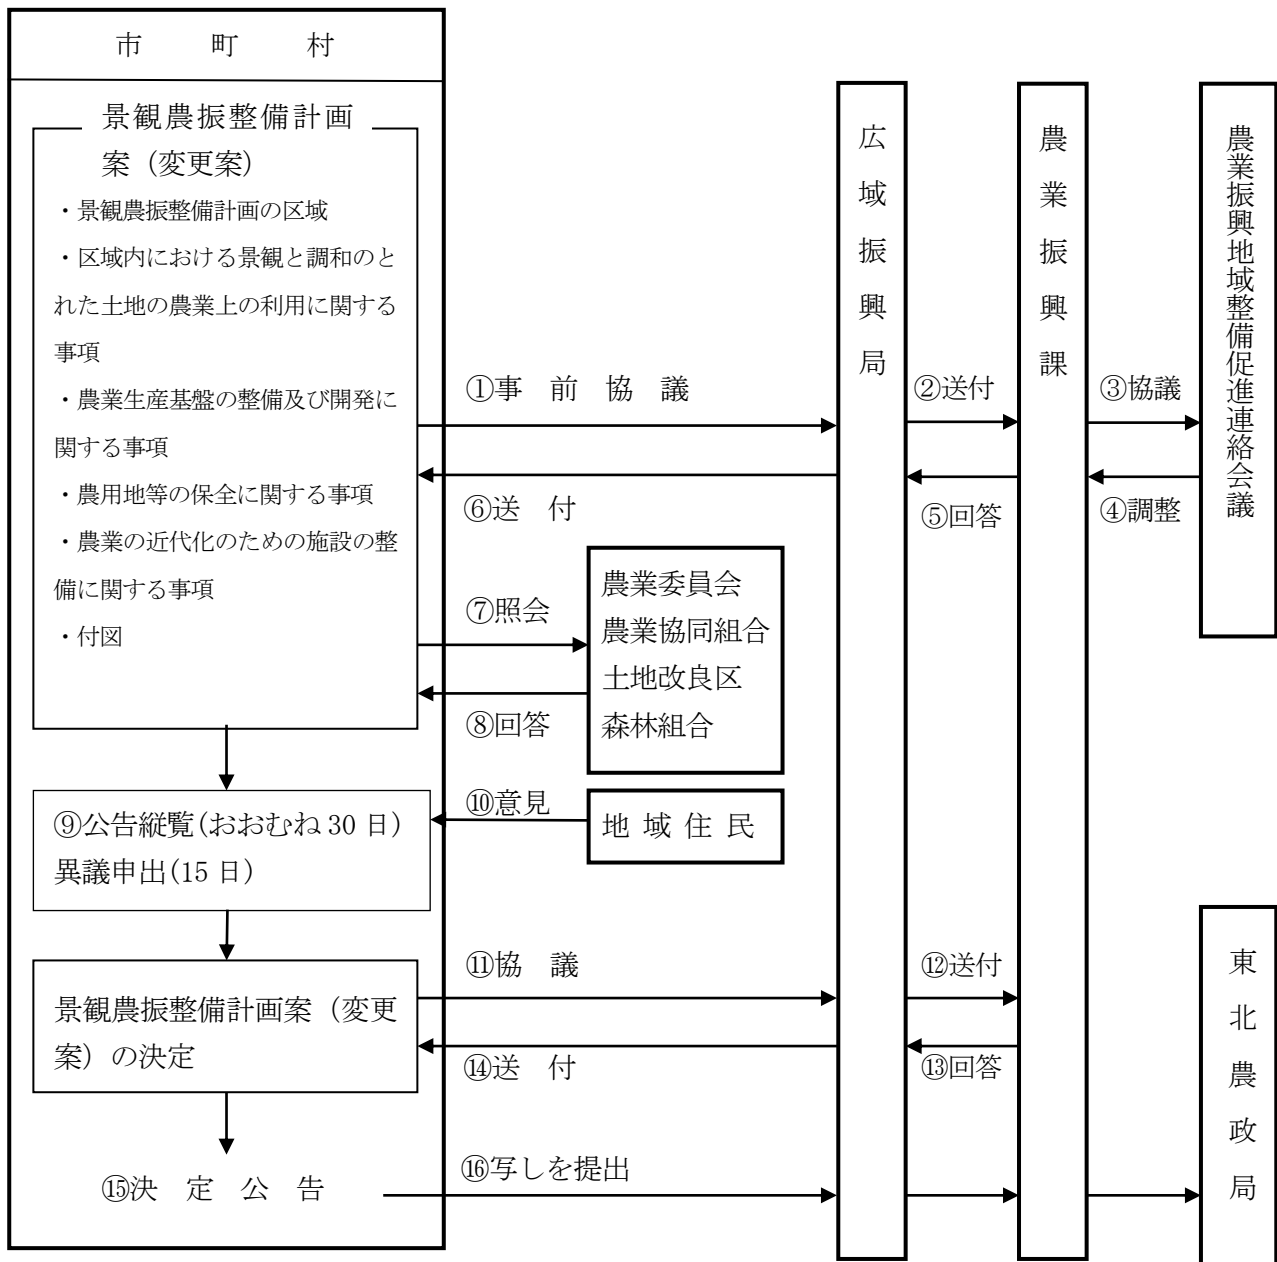 市 町 村
景観農振整備計画
案（変更案）
・景観農振整備計画の区域
・区域内における景観と調和のと
れた土地の農業上の利用に関する
事項
・農業生産基盤の整備及び開発に
関する事項
・農用地等の保全に関する事項
・農業の近代化のための施設の整
備に関する事項
・付図
①事 前 協 議
⑥送 付
②送付
⑤回答
③協議
④調整
広域振興局
農業振興課
農業振興地域整備促進連絡会議
⑦照会
⑧回答
農業委員会
農業協同組合
土地改良区
森林組合
⑨公告縦覧(おおむね 30 日)
異議申出(15 日)
⑩意見
地 域 住 民
景観農振整備計画案（変更
案）の決定
⑪協 議
⑭送 付
⑫送付
⑬回答
⑮決 定 公 告
⑯写しを提出
東北農政局